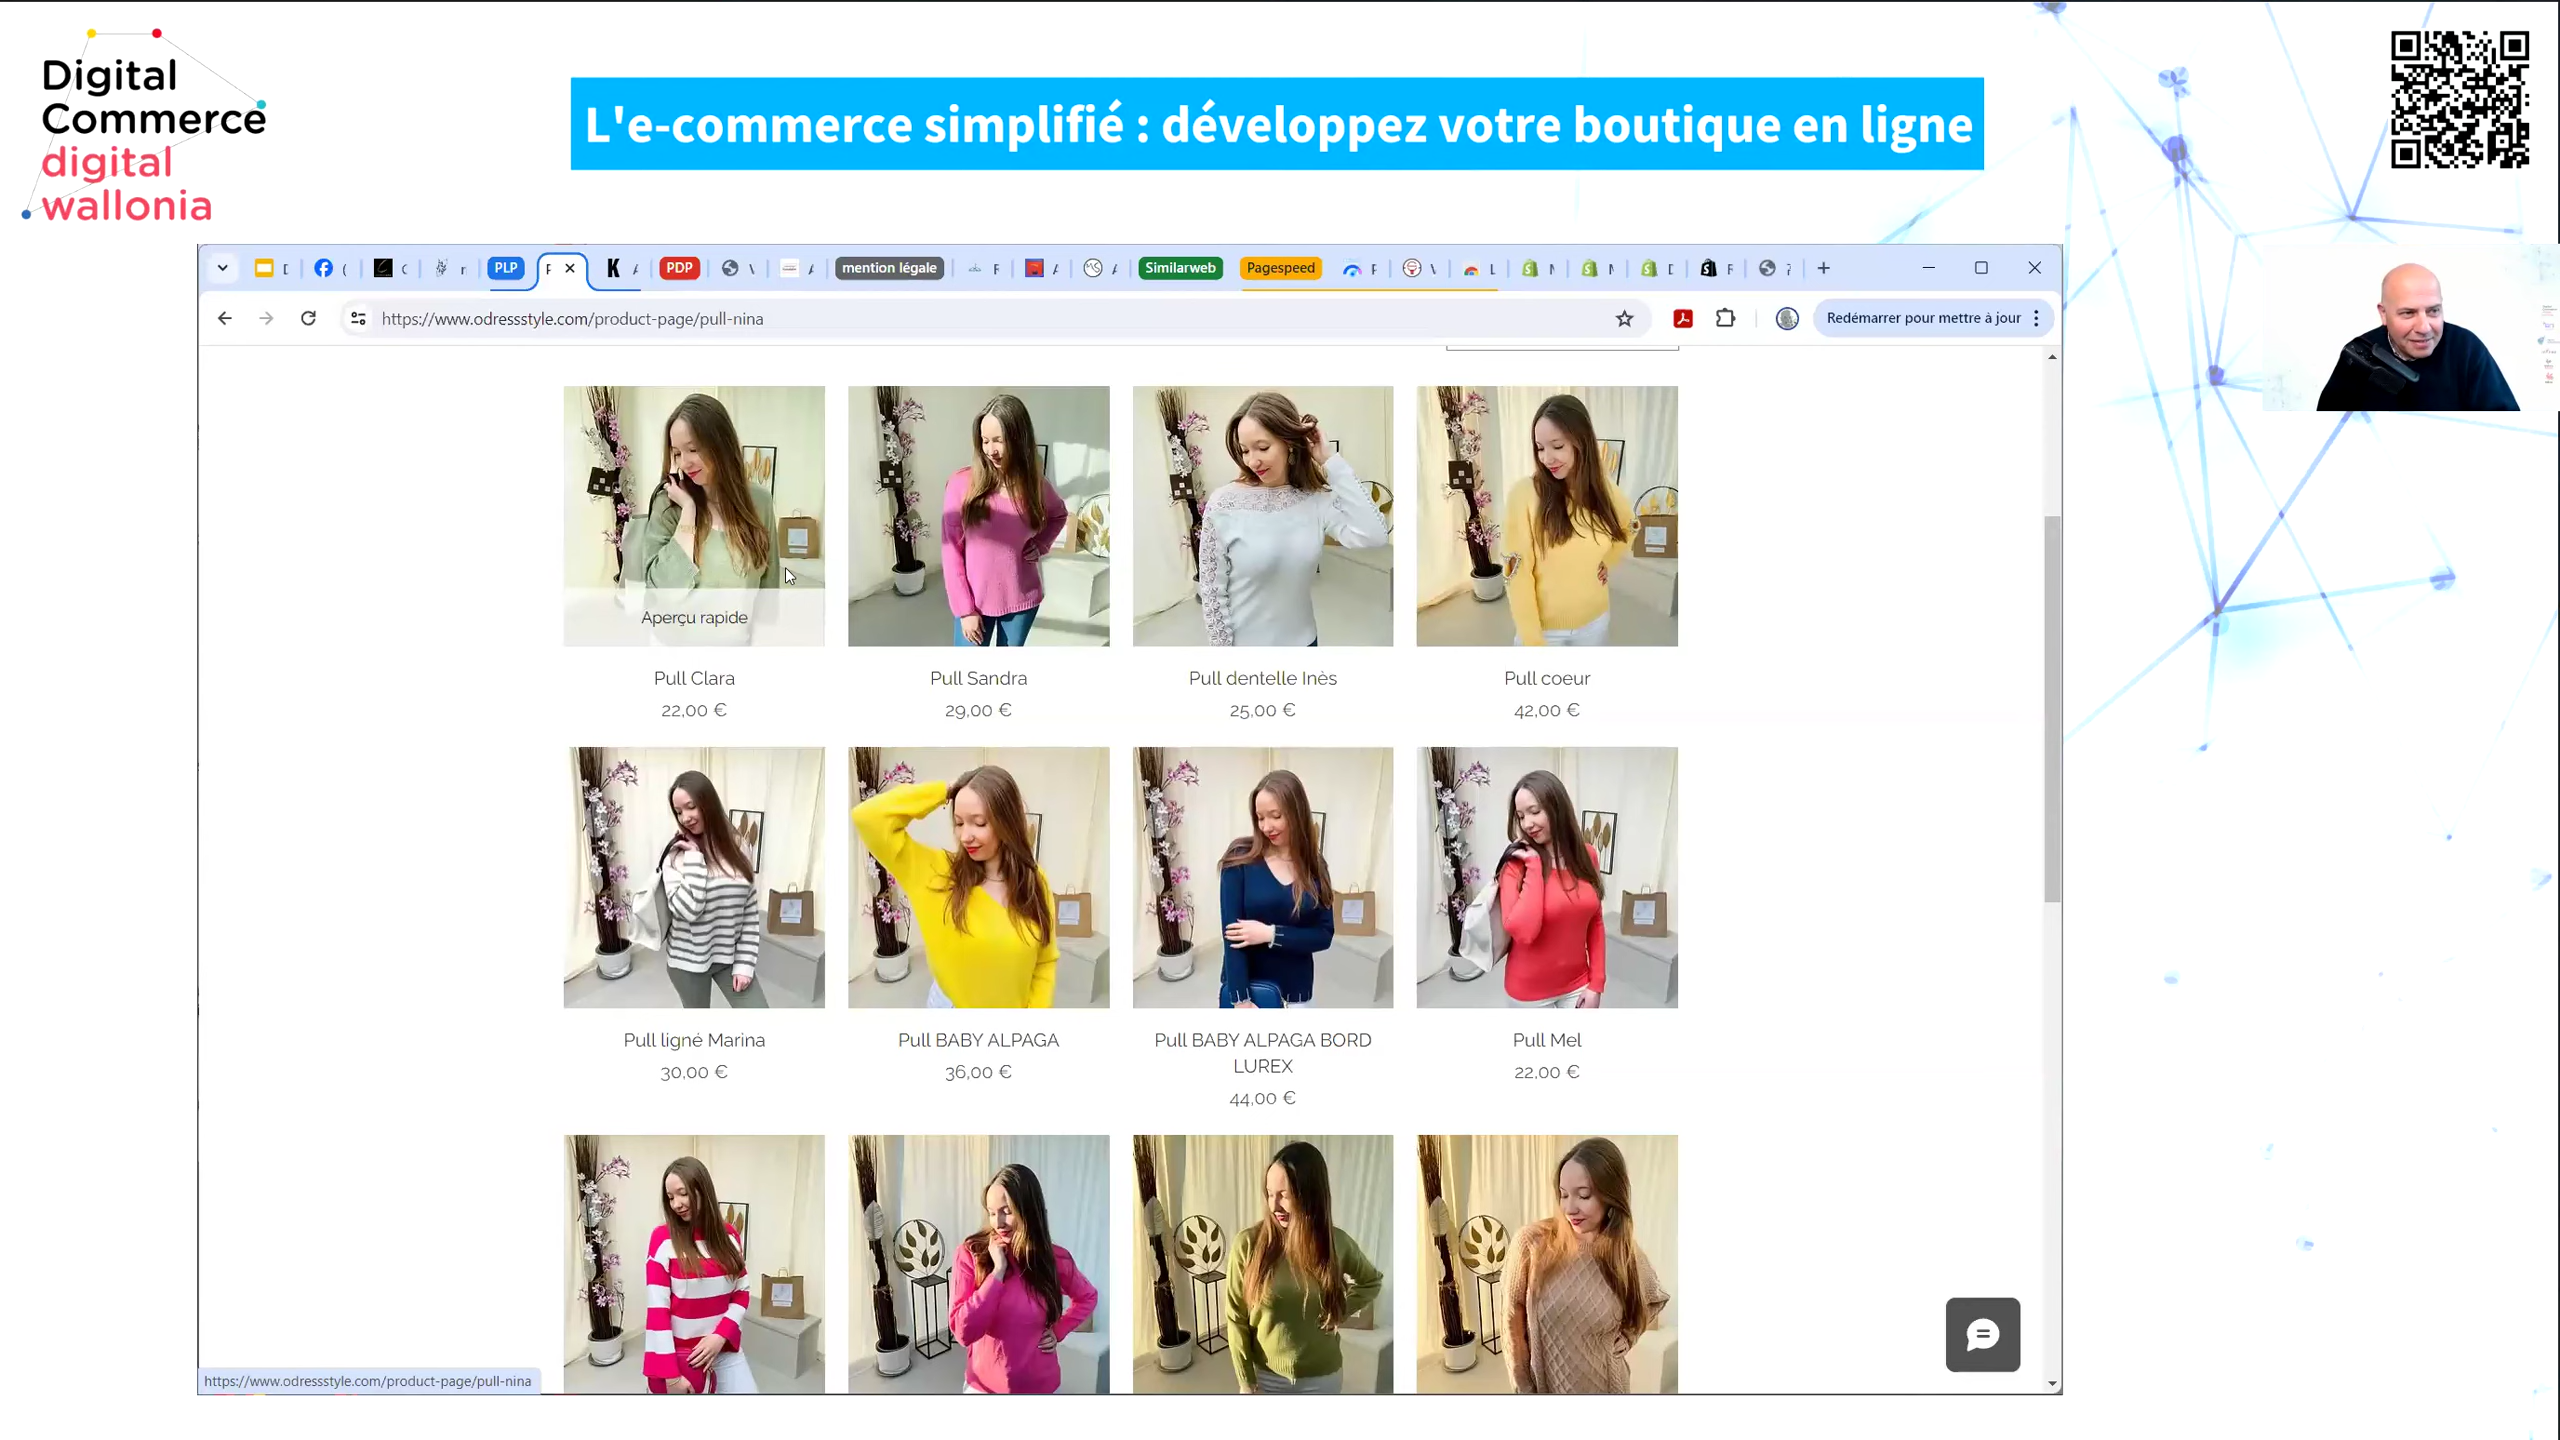 Digital
Commerce
digital
wallonia
L'e-commerce simplifié : développez votre boutique en ligne
PLP
PDP
mention légale
Similarweb
Pagespeed
https://www.odressstyle.com/product-page/pull-nina
Redémarrer pour mettre à jour
Aperçu rapide
Pull Clara
22,00 €
Pull Sandra
29,00 €
Pull dentelle Inès
25,00 €
Pull coeur
42,00 €
Pull ligné Marina
30,00 €
Pull BABY ALPAGA
36,00 €
Pull BABY ALPAGA BORD
LUREX
44,00 €
Pull Mel
22,00 €
https://www.odressstyle.com/product-page/pull-nina